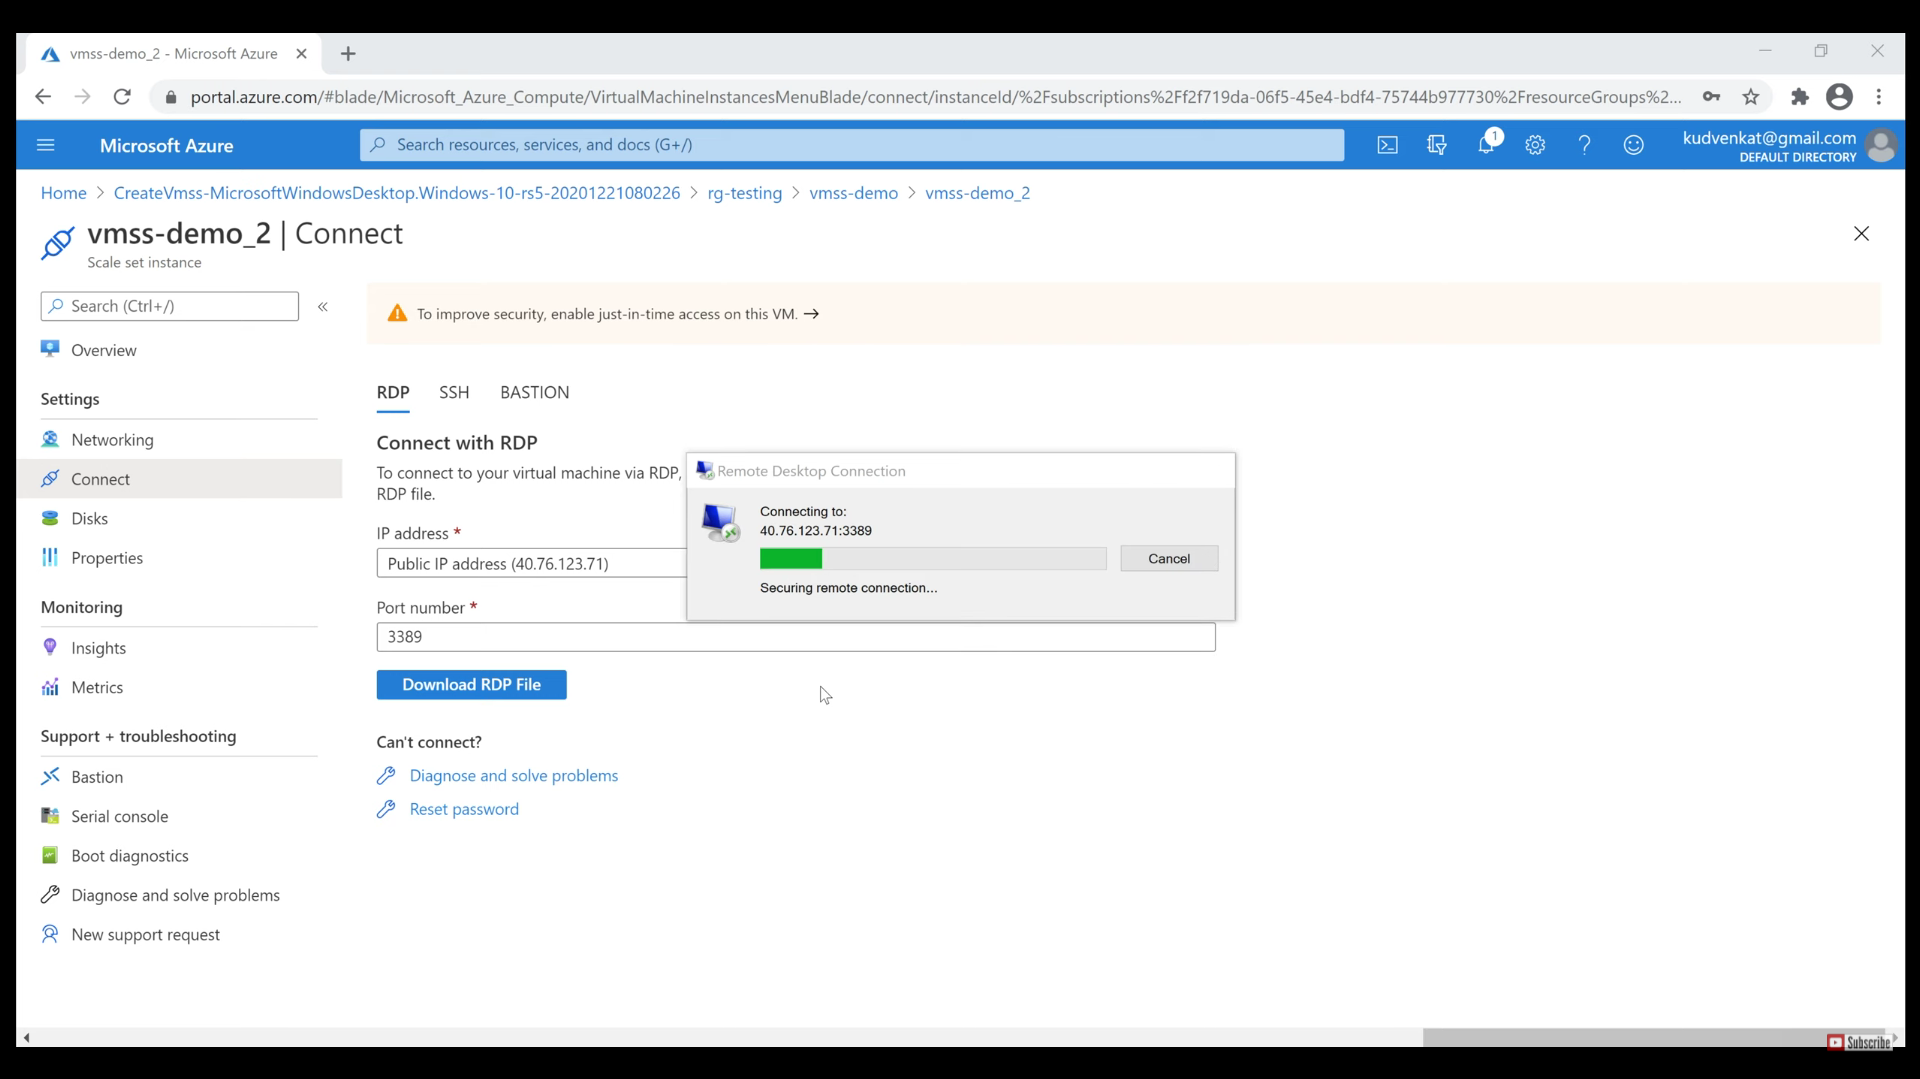 vmss-demo_2 - Microsoft Azure
portal.azure.com/#blade/Microsoft_Azure_Compute/VirtualMachineInstancesMenuBlade/connect/instanceId/%2Fsubscriptions%2Ff2f719da-06f5-45e4-bdf4-75744b977730%2FresourceGroups%2...
Microsoft Azure
Search resources, services, and docs (G+/)
1
kudvenkat@gmail.com
DEFAULT DIRECTORY
Home > CreateVmss-MicrosoftWindowsDesktop.Windows-10-rs5-20201221080226 > rg-testing > vmss-demo > vmss-demo_2
vmss-demo_2 | Connect
Scale set instance
Search (Ctrl+/)
Overview
Settings
Networking
Connect
Disks
Properties
Monitoring
Insights
Metrics
Support + troubleshooting
Bastion
Serial console
Boot diagnostics
Diagnose and solve problems
New support request
To improve security, enable just-in-time access on this VM. →
RDP SSH BASTION
Connect with RDP
To connect to your virtual machine via RDP,
RDP file.
IP address *
Public IP address (40.76.123.71)
Port number *
3389
Download RDP File
Can't connect?
Diagnose and solve problems
Reset password
Remote Desktop Connection
Connecting to:
40.76.123.71:3389
Cancel
Securing remote connection...
Subscribe